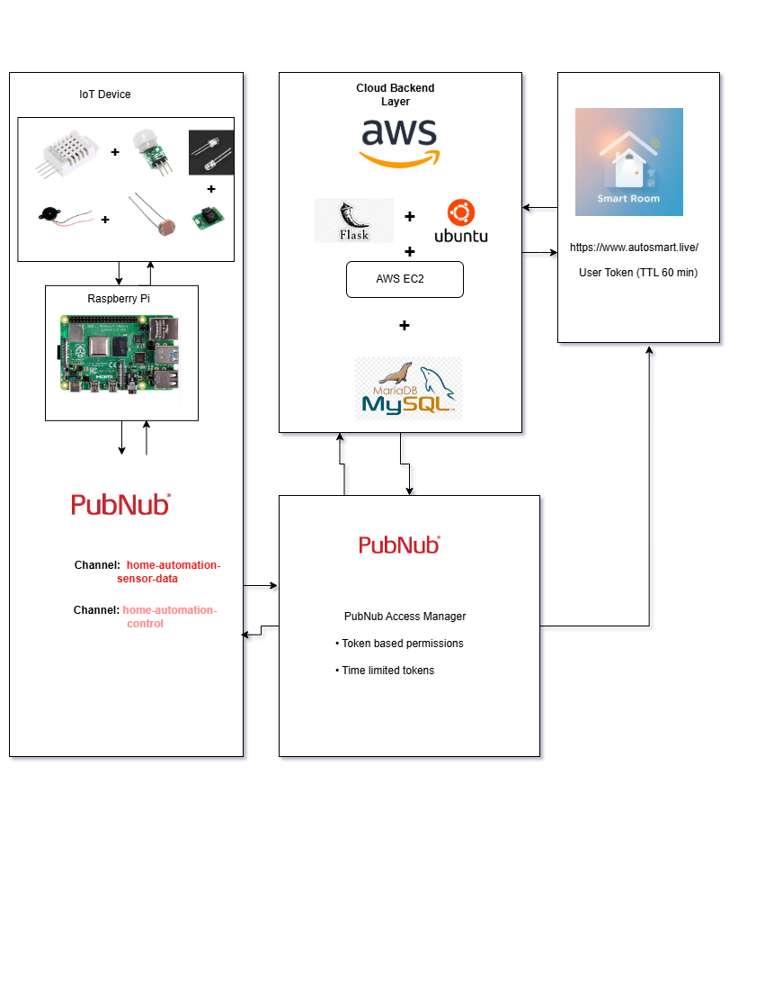 IoT Device
Raspberry Pi
PubNub
Channel: home-automation-
sensor-data
Channel: home-automation-
control
Cloud Backend
Layer
aws
Flask
ubuntu
AWS EC2
MariaDB
MySQL
PubNub
PubNub Access Manager
• Token based permissions
• Time limited tokens
Smart Room
https://www.autosmart.live/
User Token (TTL 60 min)